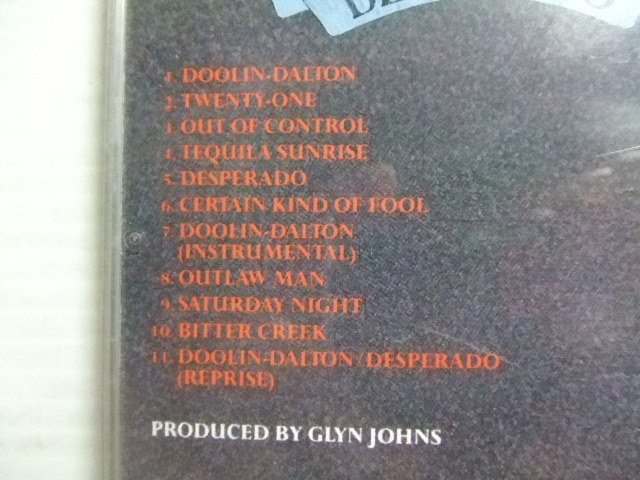 1. DOOLIN-DALTON
2. TWENTY-ONE
3. OUT OF CONTROL
4. TEQUILA SUNRISE
5. DESPERADO
6. CERTAIN KIND OF FOOL
7. DOOLIN-DALTON
(INSTRUMENTAL)
8. OUTLAW MAN
9. SATURDAY NIGHT
10. BITTER CREEK
11. DOOLIN-DALTON/DESPERADO
(REPRISE)
PRODUCED BY GLYN JOHNS